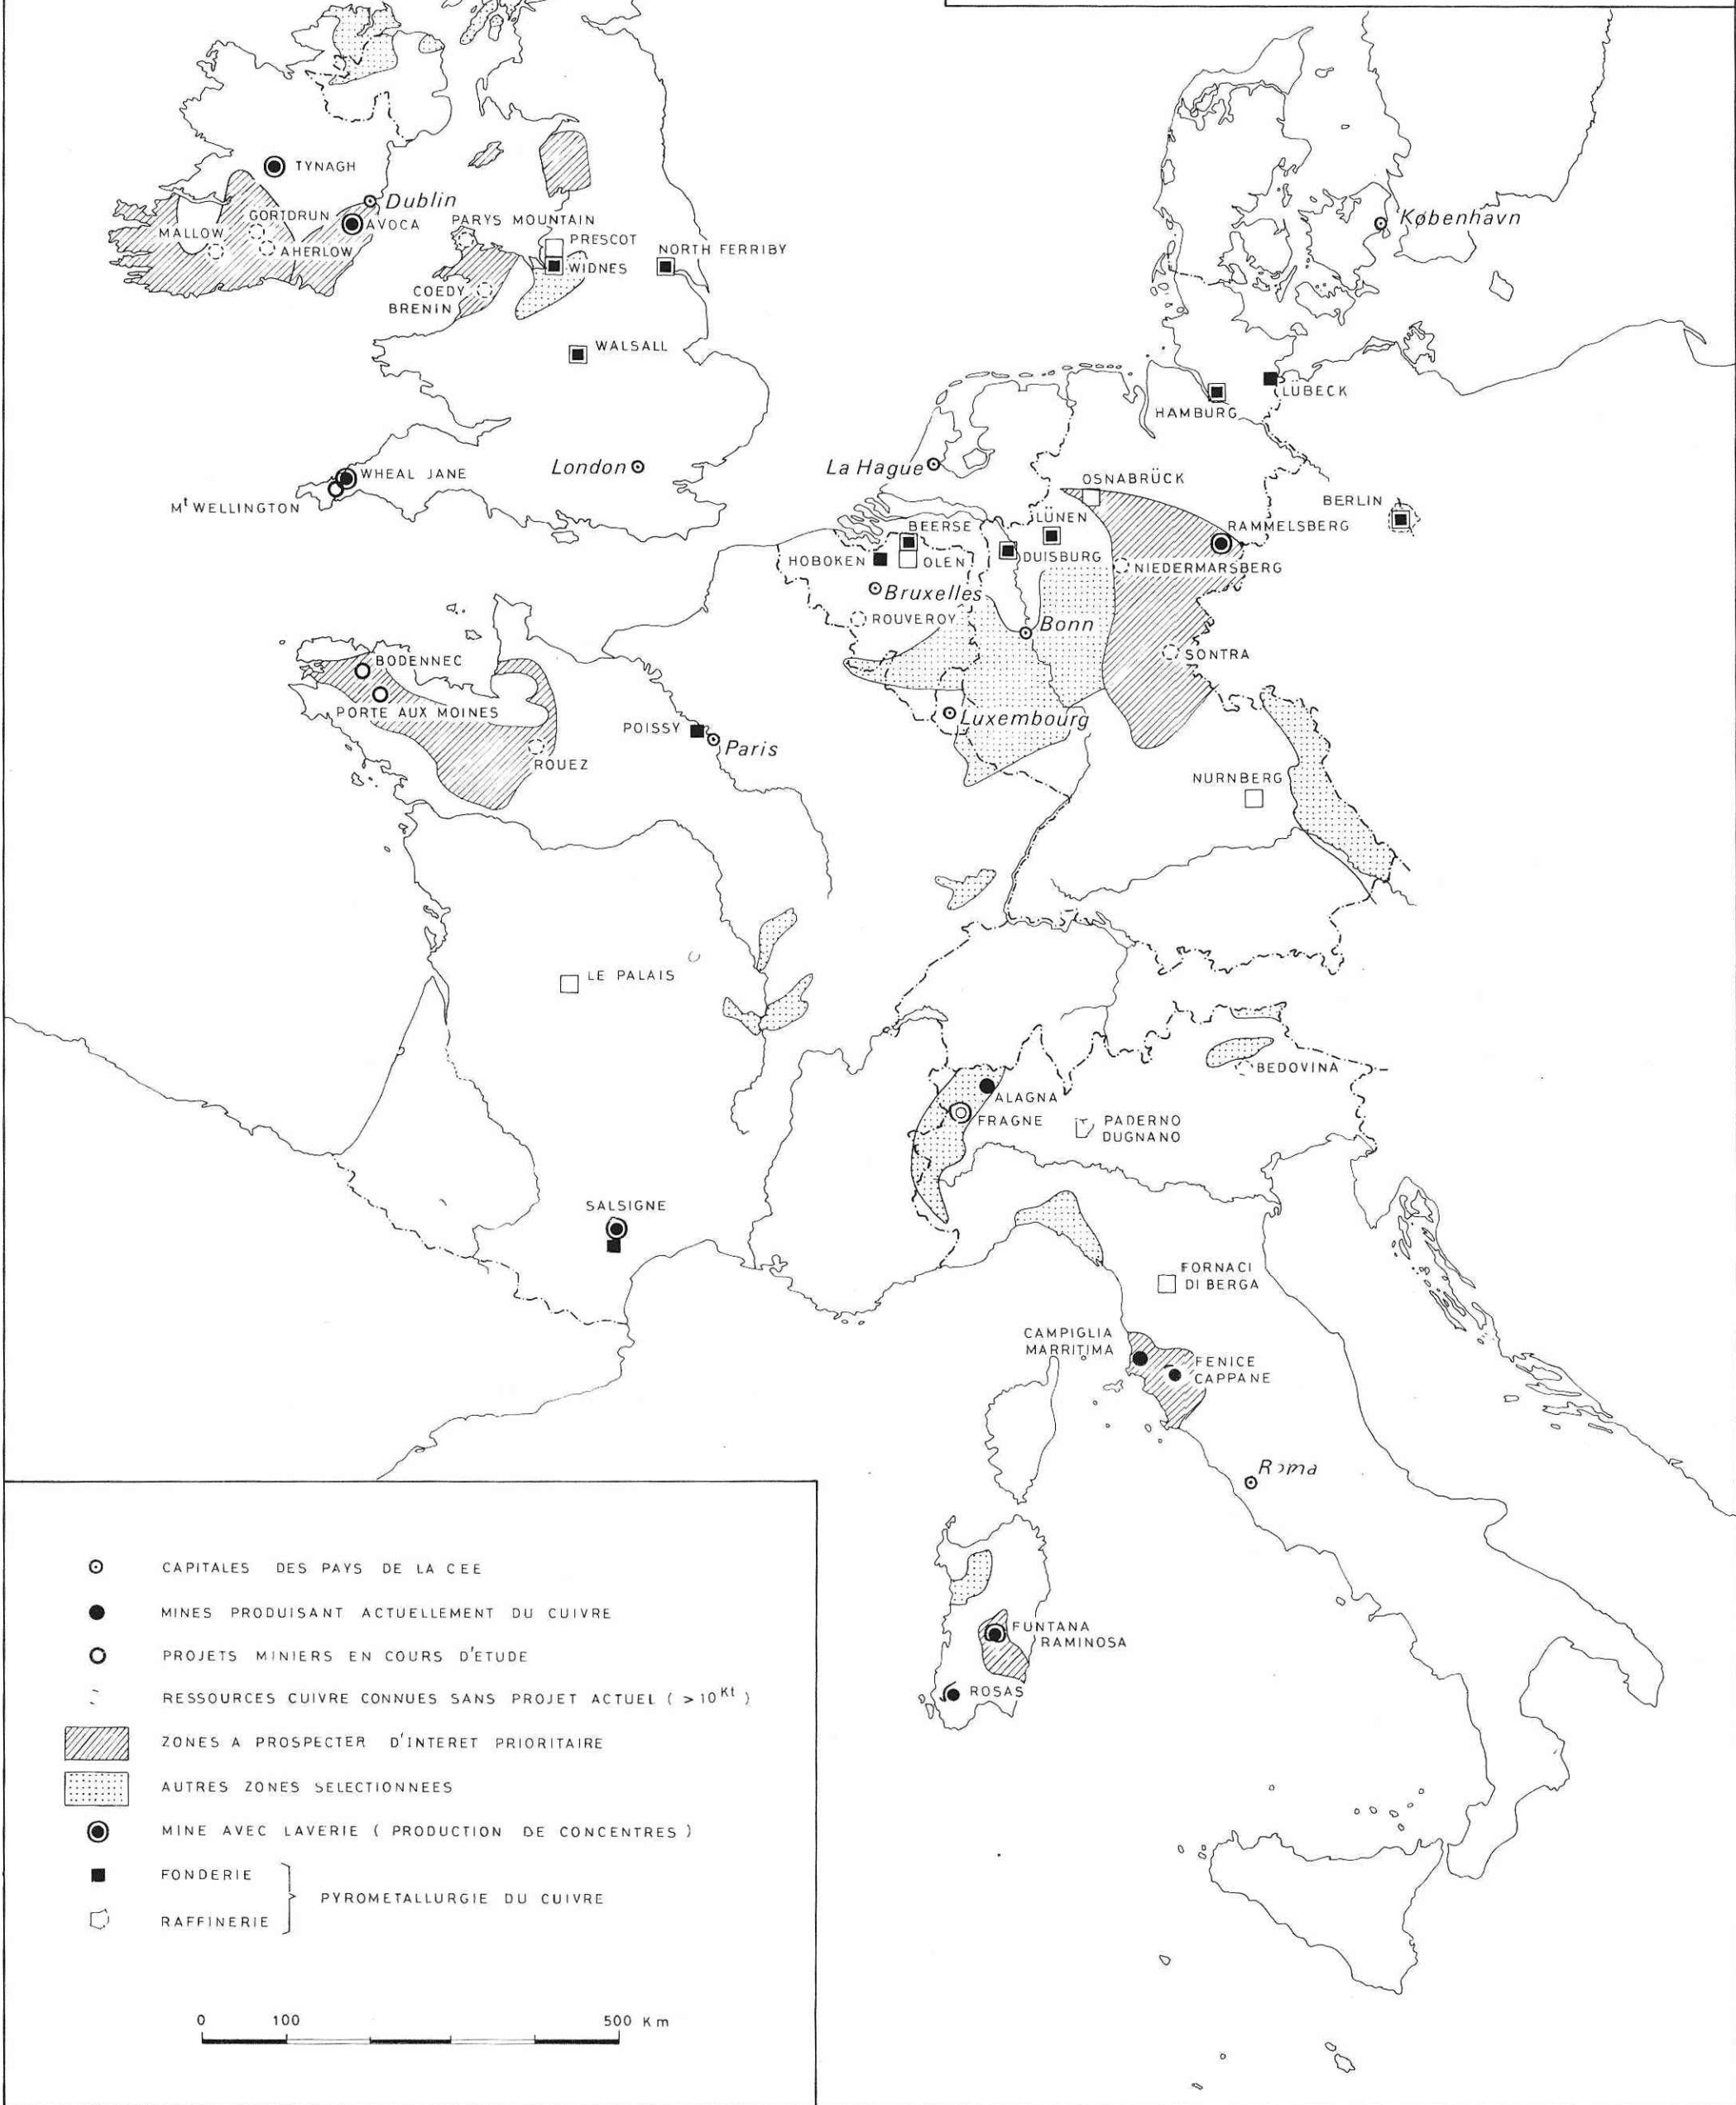 TYNAGH
Dublin
GORTDRUN
AVOCA
MALLOW
AHERLOW
PARYS MOUNTAIN
PRESCOT
WIDNES
NORTH FERRIBY
COEDY
BRENIN
WALSALL
København
LÜBECK
HAMBURG
WHEAL JANE
London
Mt WELLINGTON
La Hague
OSNABRÜCK
BERLIN
BEERSE
LÜNEN
RAMMELSBERG
HOBOKEN
OLEN
DUISBURG
NIEDERMARSBERG
Bruxelles
ROUVEROY
Bonn
SONTRA
BODENNEC
PORTE AUX MOINES
Luxembourg
POISSY
Paris
ROUEZ
NURNBERG
LE PALAIS
BEDOVINA
ALAGNA
FRAGNE
PADERNO
DUGNANO
SALSIGNE
FORNACI
DI BERGA
CAMPIGLIA
MARRITIMA
FENICE
CAPPANE
Roma
FUNTANA
RAMINOSA
ROSAS
CAPITALES DES PAYS DE LA CEE
MINES PRODUISANT ACTUELLEMENT DU CUIVRE
PROJETS MINIERS EN COURS D'ETUDE
RESSOURCES CUIVRE CONNUES SANS PROJET ACTUEL ( > 10 Kt )
ZONES A PROSPECTER D'INTERET PRIORITAIRE
AUTRES ZONES SELECTIONNEES
MINE AVEC LAVERIE ( PRODUCTION DE CONCENTRES )
FONDERIE
PYROMETALLURGIE DU CUIVRE
RAFFINERIE
0 100 500 Km